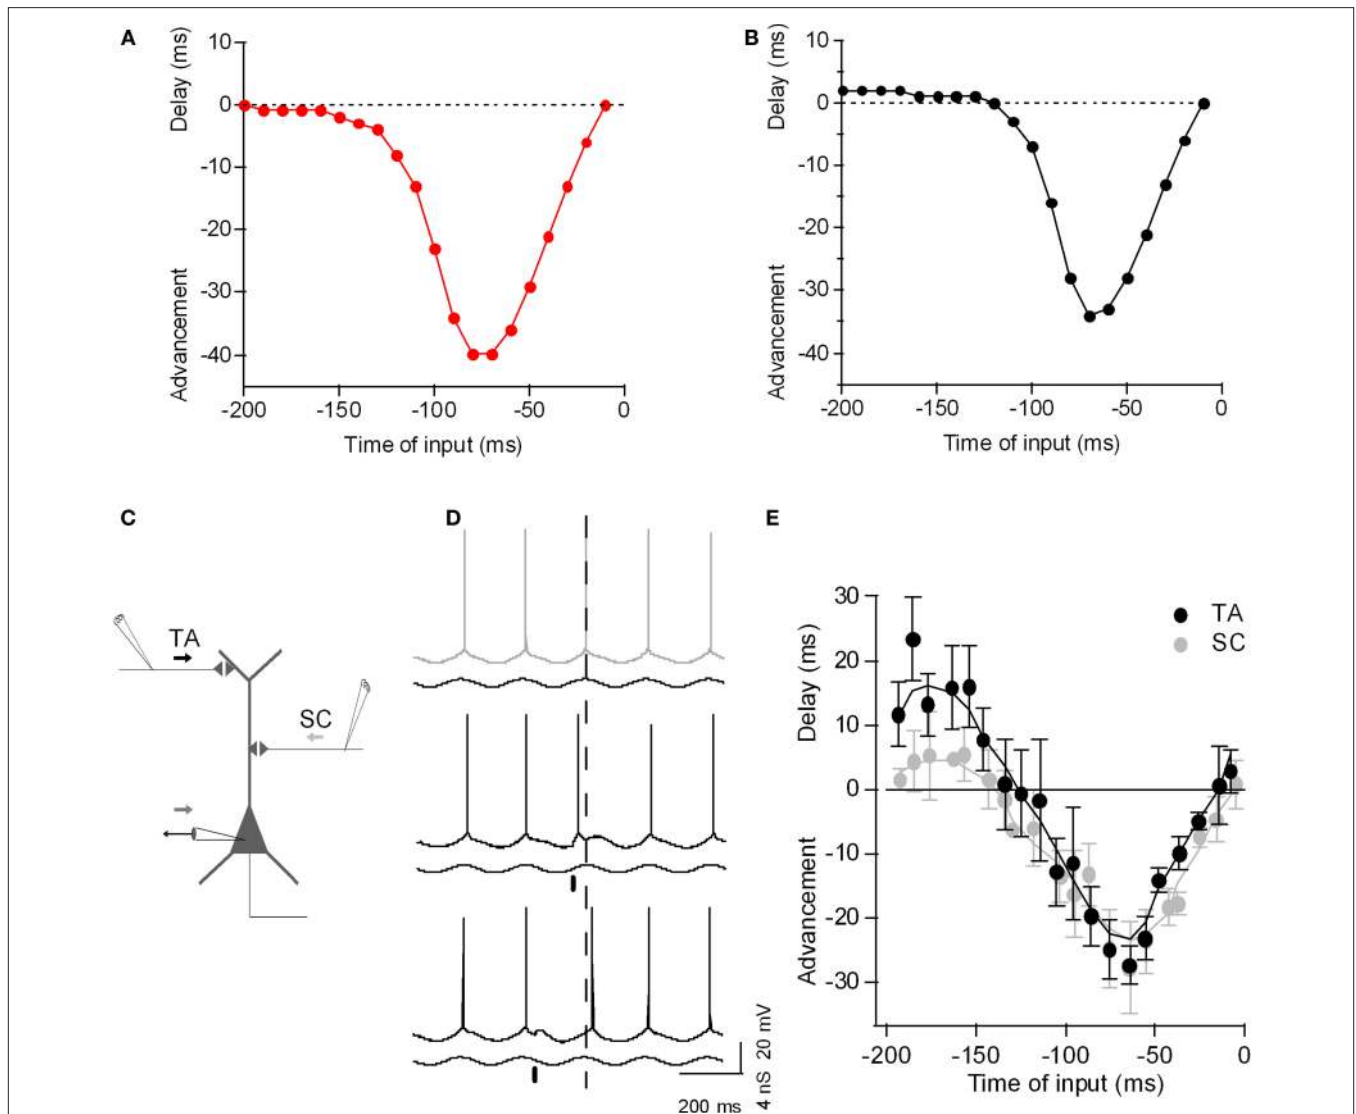 A
10
0
-10
-20
-30
-40
Delay (ms)
Advancement
-200
-150
-100
-50
0
Time of input (ms)
B
10
0
-10
-20
-30
-40
Delay (ms)
Advancement
-200
-150
-100
-50
0
Time of input (ms)
C
TA
SC
D
20 mV
4 nS
200 ms
E
30
20
10
0
-10
-20
-30
Delay (ms)
Advancement
TA
SC
-200
-150
-100
-50
0
Time of input (ms)